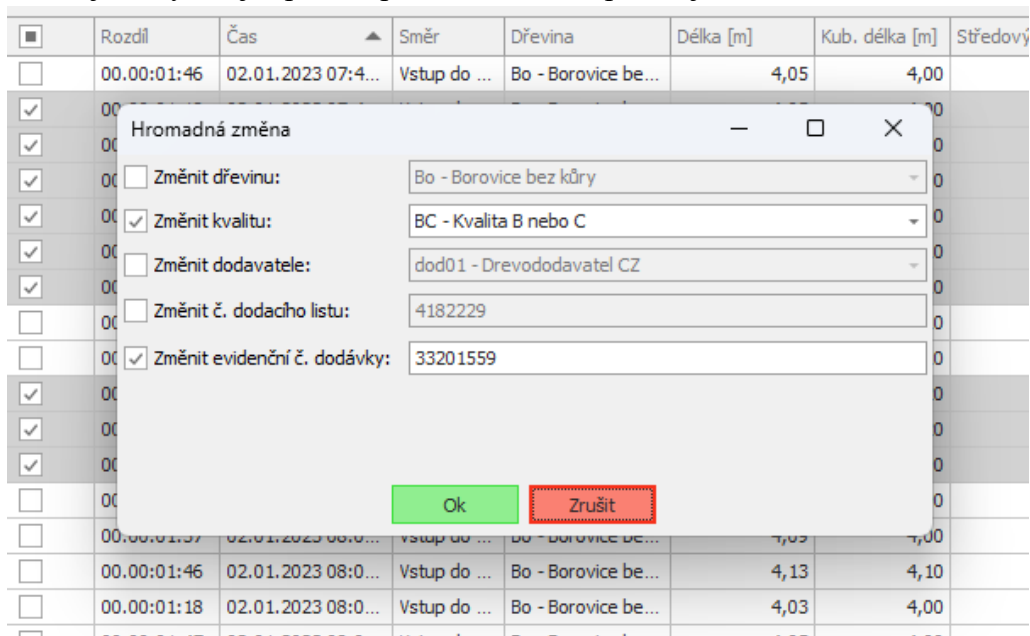 Rozdíl Čas Směr Dřevina Délka [m] Kub. délka [m] Středový
00.00:01:46 02.01.2023 07:4... Vstup do ... Bo - Borovice be... 4,05 4,00
Hromadná změna
Změnit dřevinu: Bo - Borovice bez kůry
Změnit kvalitu: BC - Kvalita B nebo C
Změnit dodavatele: dod01 - Drevododavatel CZ
Změnit č. dodacího listu: 4182229
Změnit evidenční č. dodávky: 33201559
Ok Zrušit
00.00:01:46 02.01.2023 08:0... Vstup do ... Bo - Borovice be... 4,13 4,10
00.00:01:18 02.01.2023 08:0... Vstup do ... Bo - Borovice be... 4,03 4,00